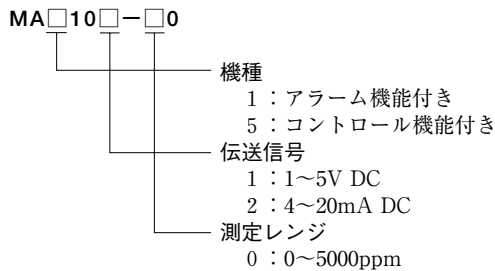 MA□10□－□0
機種
1：アラーム機能付き
5：コントロール機能付き
伝送信号
1：1～5V DC
2：4～20mA DC
測定レンジ
0：0～5000ppm